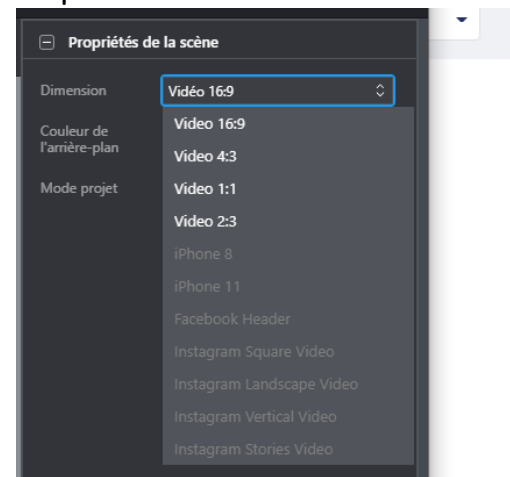 Propriétés de la scène
Dimension
Vidéo 16:9
Couleur de
l'arrière-plan
Mode projet
Video 16:9
Video 4:3
Video 1:1
Video 2:3
iPhone 8
iPhone 11
Facebook Header
Instagram Square Video
Instagram Landscape Video
Instagram Vertical Video
Instagram Stories Video